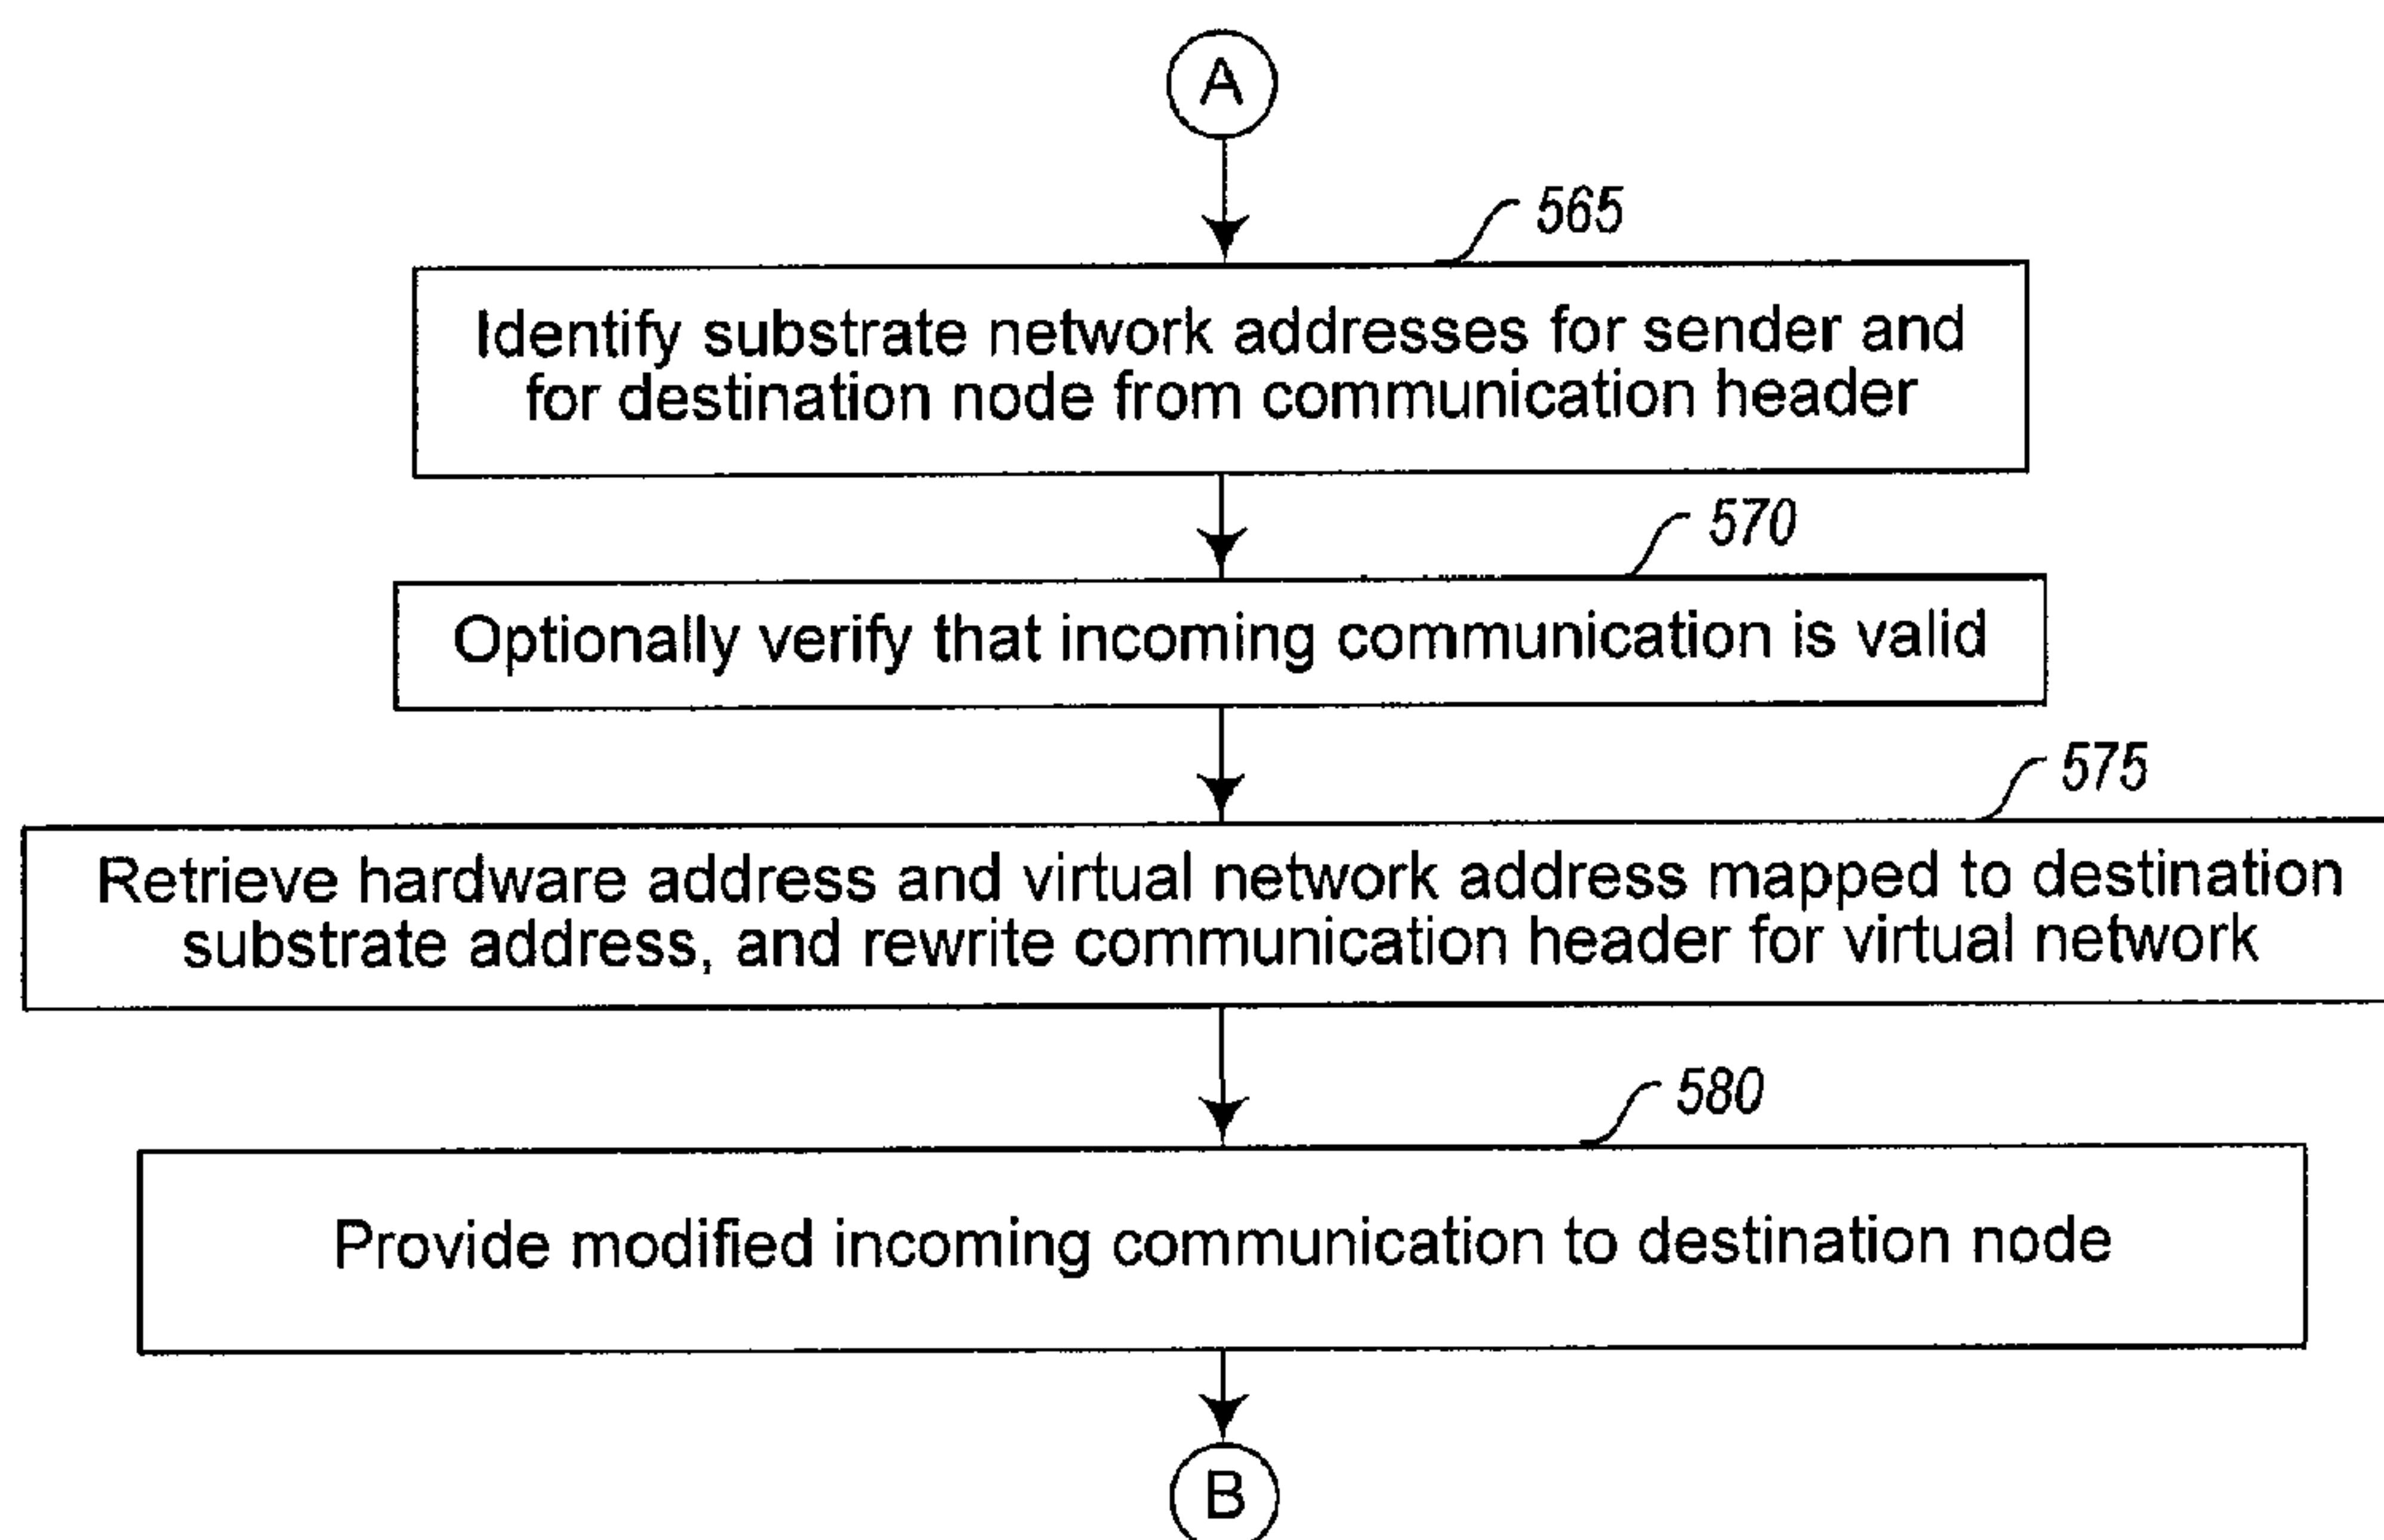 A
565
Identify substrate network addresses for sender and
for destination node from communication header
570
Optionally verify that incoming communication is valid
575
Retrieve hardware address and virtual network address mapped to destination
substrate address, and rewrite communication header for virtual network
580
Provide modified incoming communication to destination node
B